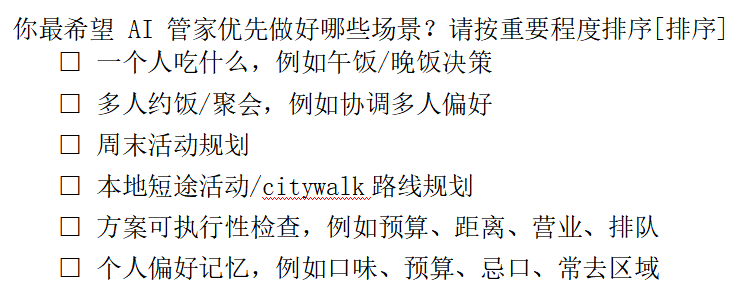 你最希望 AI 管家优先做好哪些场景？请按重要程度排序[排序]
□ 一个人吃什么，例如午饭/晚饭决策
□ 多人约饭/聚会，例如协调多人偏好
□ 周末活动规划
□ 本地短途活动/citywalk 路线规划
□ 方案可执行性检查，例如预算、距离、营业、排队
□ 个人偏好记忆，例如口味、预算、忌口、常去区域